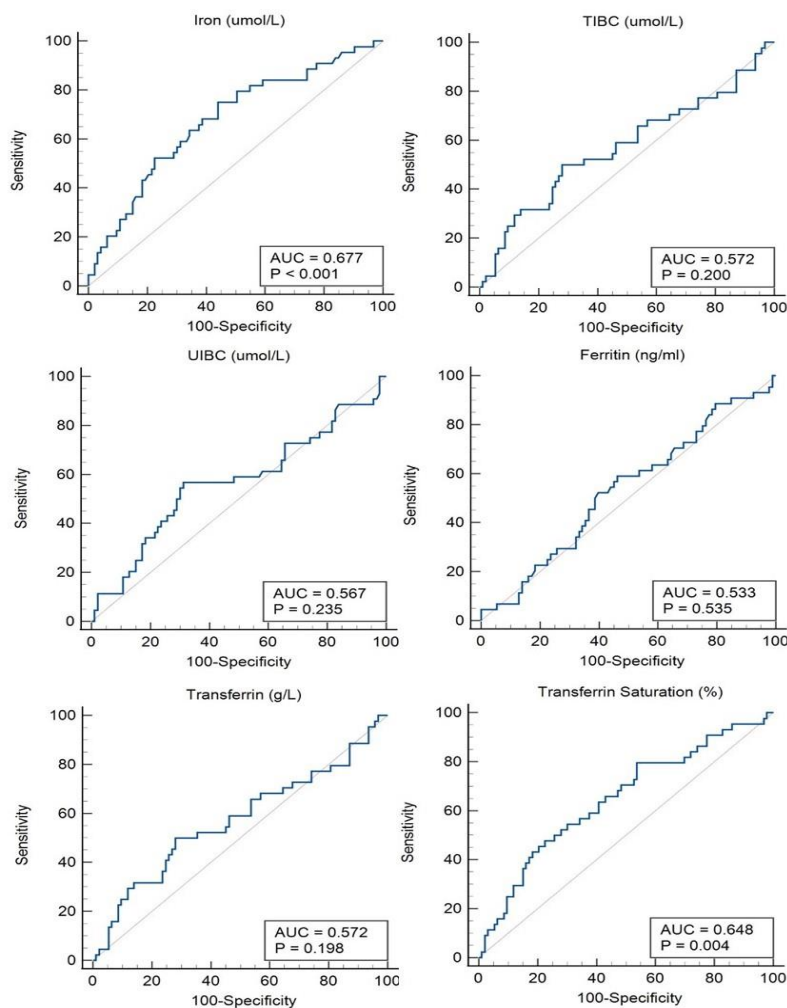 Iron (umol/L)
100
80
60
40
20
0
Sensitivity
AUC = 0.677
P < 0.001
0 20 40 60 80 100
100-Specificity
TIBC (umol/L)
100
80
60
40
20
0
Sensitivity
AUC = 0.572
P = 0.200
0 20 40 60 80 100
100-Specificity
UIBC (umol/L)
100
80
60
40
20
0
Sensitivity
AUC = 0.567
P = 0.235
0 20 40 60 80 100
100-Specificity
Ferritin (ng/ml)
100
80
60
40
20
0
Sensitivity
AUC = 0.533
P = 0.535
0 20 40 60 80 100
100-Specificity
Transferrin (g/L)
100
80
60
40
20
0
Sensitivity
AUC = 0.572
P = 0.198
0 20 40 60 80 100
100-Specificity
Transferrin Saturation (%)
100
80
60
40
20
0
Sensitivity
AUC = 0.648
P = 0.004
0 20 40 60 80 100
100-Specificity